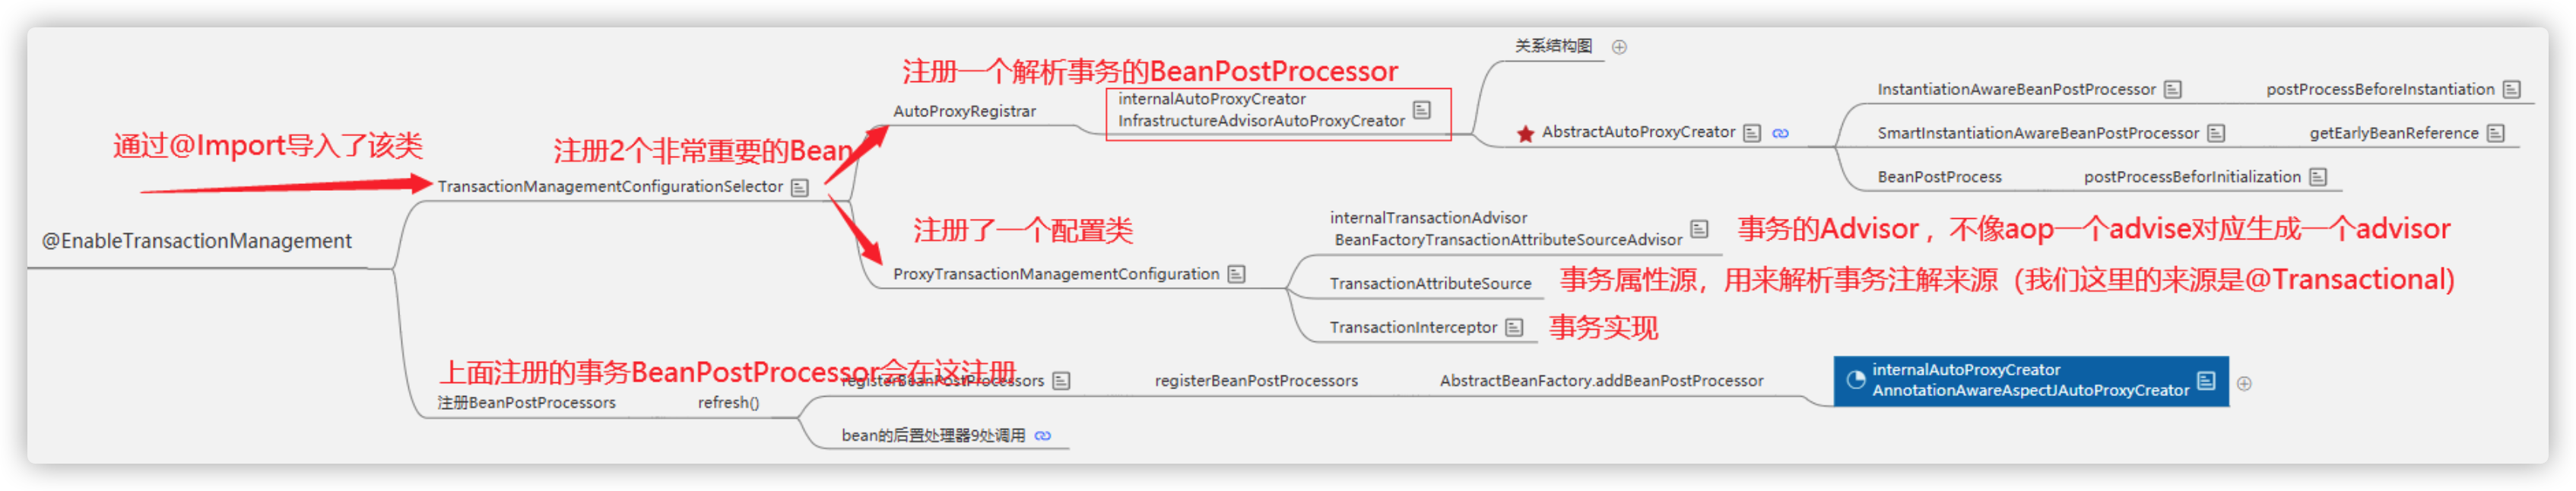 关系结构图
注册一个解析事务的BeanPostProcessor
AutoProxyRegistrar
internalAutoProxyCreator
InfrastructureAdvisorAutoProxyCreator
AbstractAutoProxyCreator
InstantiationAwareBeanPostProcessor
postProcessBeforeInstantiation
SmartInstantiationAwareBeanPostProcessor
getEarlyBeanReference
BeanPostProcess
postProcessBeforInitialization
通过@Import导入了该类
注册2个非常重要的Bean
TransactionManagementConfigurationSelector
@EnableTransactionManagement
注册了一个配置类
ProxyTransactionManagementConfiguration
internalTransactionAdvisor
BeanFactoryTransactionAttributeSourceAdvisor
事务的Advisor ，不像aop一个advise对应生成一个advisor
TransactionAttributeSource
事务属性源，用来解析事务注解来源（我们这里的来源是@Transactional)
TransactionInterceptor
事务实现
上面注册的事务BeanPostProcessor会在这注册
注册BeanPostProcessors
refresh()
registerBeanPostProcessors
registerBeanPostProcessors
AbstractBeanFactory.addBeanPostProcessor
internalAutoProxyCreator
AnnotationAwareAspectJAutoProxyCreator
bean的后置处理器9处调用